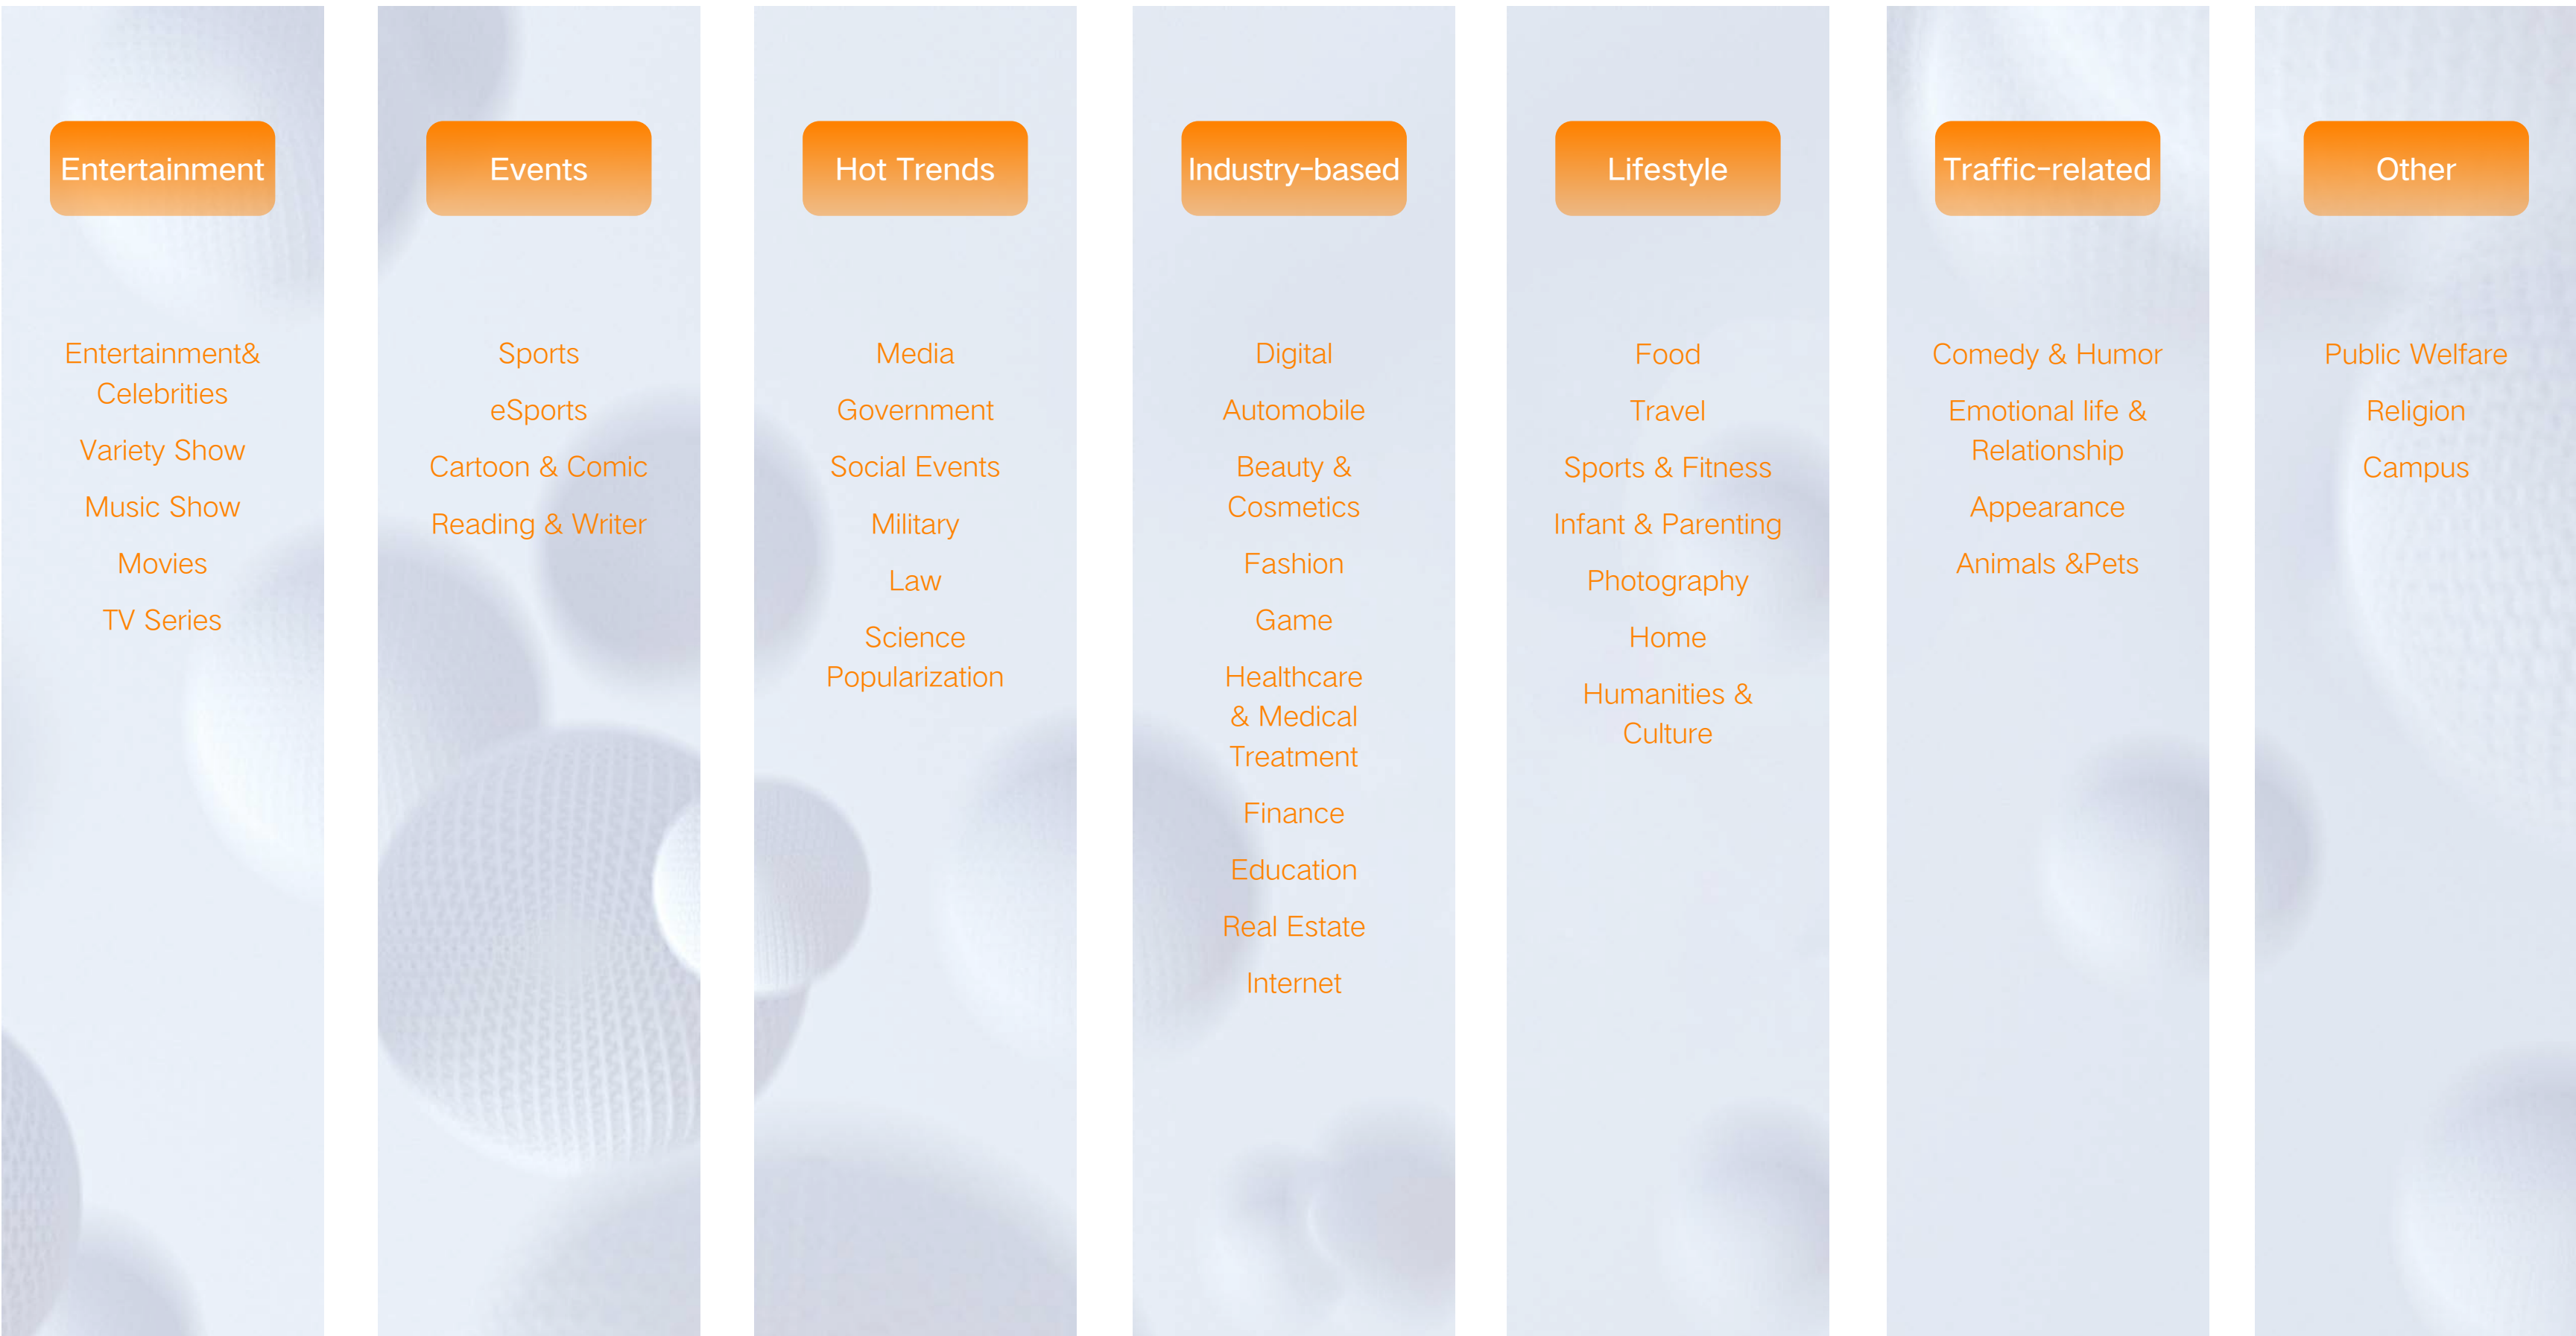 Entertainment
Entertainment&
Celebrities
Variety Show
Music Show
Movies
TV Series
Events
Sports
eSports
Cartoon & Comic
Reading & Writer
Hot Trends
Media
Government
Social Events
Military
Law
Science
Popularization
Industry-based
Digital
Automobile
Beauty &
Cosmetics
Fashion
Game
Healthcare
& Medical
Treatment
Finance
Education
Real Estate
Internet
Lifestyle
Food
Travel
Sports & Fitness
Infant & Parenting
Photography
Home
Humanities &
Culture
Traffic-related
Comedy & Humor
Emotional life &
Relationship
Appearance
Animals &Pets
Other
Public Welfare
Religion
Campus